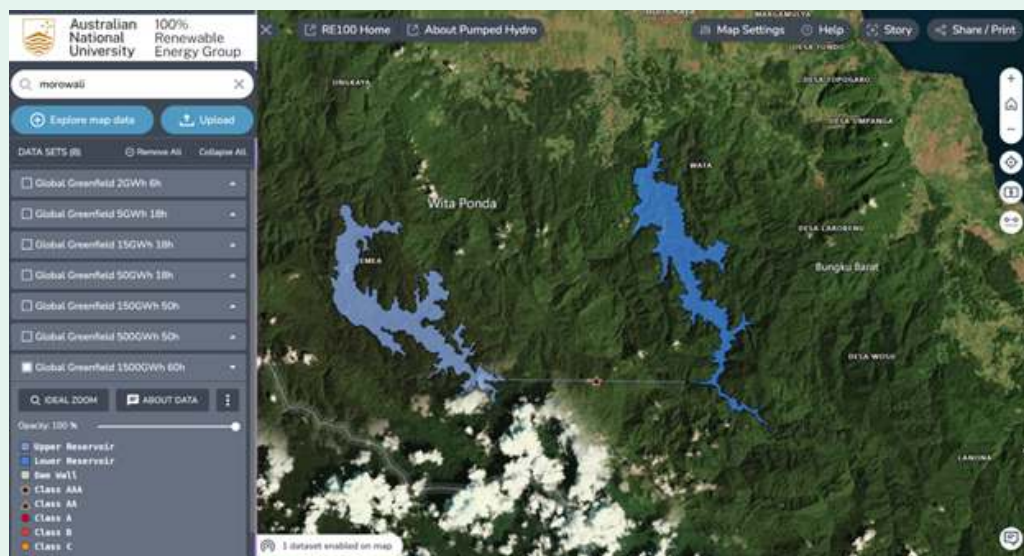 Australian
National
University
100%
Renewable
Energy Group
RE100 Home
About Pumped Hydro
Map Settings
Help
Story
Share / Print
morowali
Explore map data
Upload
DATA SETS (8)
Remove All
Collapse All
Global Greenfield 2GWh 6h
Global Greenfield 5GWh 18h
Global Greenfield 15GWh 18h
Global Greenfield 50GWh 18h
Global Greenfield 150GWh 50h
Global Greenfield 500GWh 50h
Global Greenfield 1500GWh 60h
IDEAL ZOOM
ABOUT DATA
Opacity: 100 %
Upper Reservoir
Lower Reservoir
Dam Wall
Class AAA
Class AA
Class A
Class B
Class C
MARGAMULYA
DESA TOPOGARO
DESA UMPANGA
WATA
Wita Ponda
EMEA
DESA LAROBENU
Bungku Barat
DESA WOSU
LANONA
1 dataset enabled on map